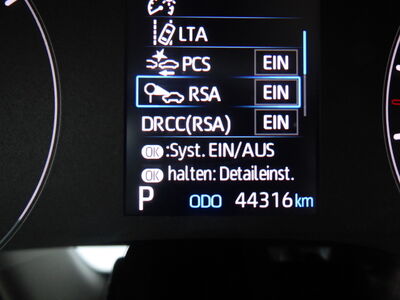 LTA
PCS EIN
RSA EIN
DRCC(RSA) EIN
OK :Syst. EIN/AUS
OK halten: Detaileinst.
P ODO 44316 km